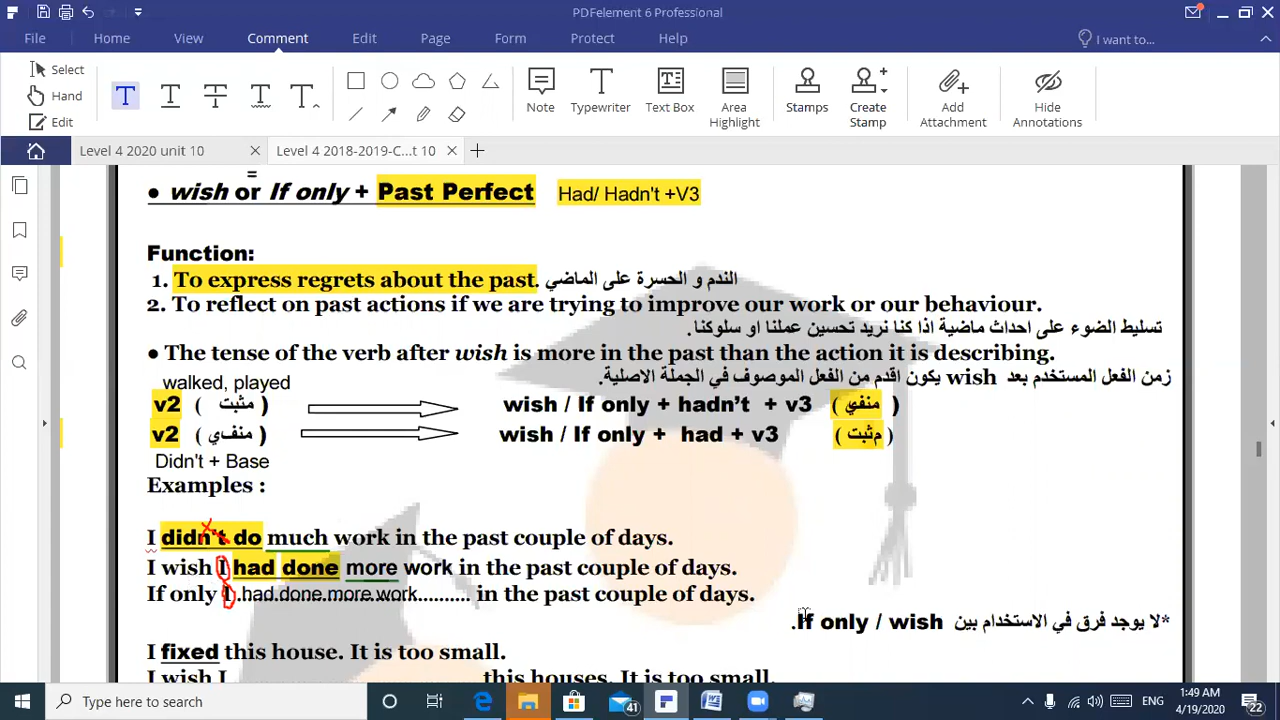 PDFelement 6 Professional
File Home View Comment Edit Page Form Protect Help I want to...
Select
Hand
Edit
Note Typewriter Text Box Area Highlight Stamps Create Stamp Add Attachment Hide Annotations
Level 4 2020 unit 10 Level 4 2018-2019-C...t 10
=
• wish or If only + Past Perfect Had/ Hadn't +V3
Function:
1. To express regrets about the past. الندم و الحسرة على الماضي
2. To reflect on past actions if we are trying to improve our work or our behaviour.
تسليط الضوء على احداث ماضية اذا كنا نريد تحسين عملنا او سلوكنا.
• The tense of the verb after wish is more in the past than the action it is describing.
زمن الفعل المستخدم بعد wish يكون اقدم من الفعل الموصوف في الجملة الاصلية.
walked, played
v2 ( مثبت ) wish / If only + hadn't + v3 ( منفي )
v2 ( منفي ) wish / If only + had + v3 ( مثبت )
Didn't + Base
Examples :
I didn't do much work in the past couple of days.
I wish I had done more work in the past couple of days.
If only I .had.done.more.work.......... in the past couple of days.
*لا يوجد فرق في الاستخدام بين If only / wish.
I fixed this house. It is too small.
I wish I ______________ this houses. It is too small.
Type here to search
41
ENG
1:49 AM
4/19/2020
22